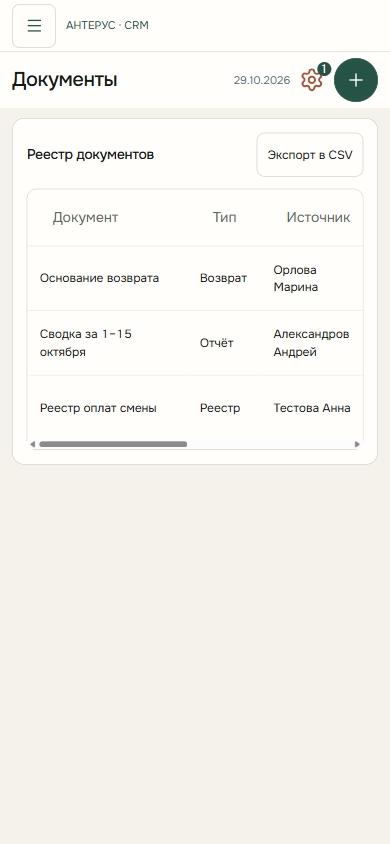 АНТЕРУС · CRM
Документы
29.10.2026
1
Реестр документов
Экспорт в CSV
Документ Тип Источник
Основание возврата Возврат Орлова
Марина
Сводка за 1–15
октября Отчёт Александров
Андрей
Реестр оплат смены Реестр Тестова Анна